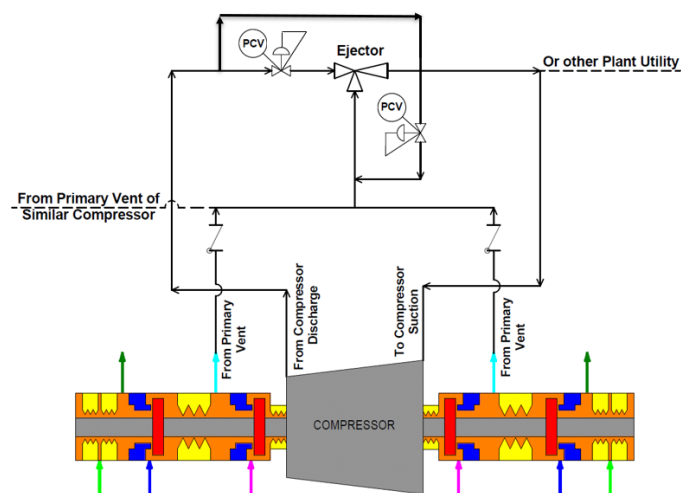 PCV
Ejector
Or other Plant Utility
PCV
From Primary Vent of
Similar Compressor
From Primary
Vent
From Compressor
Discharge
To Compressor
Suction
From Primary
Vent
COMPRESSOR